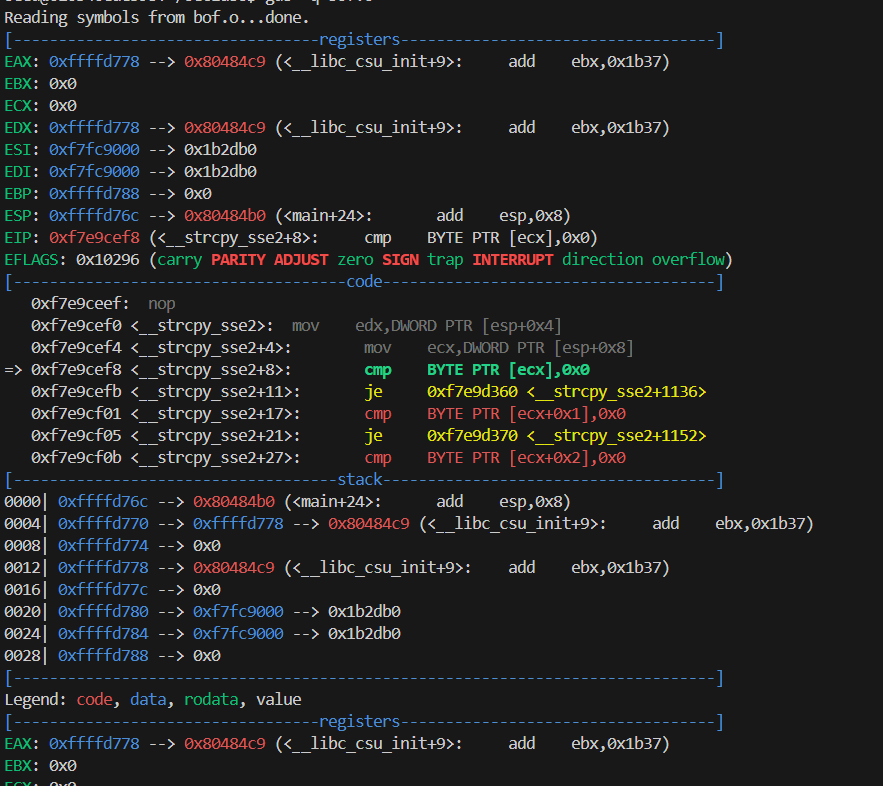 Reading symbols from bof.o...done.
[----------------------------------registers-----------------------------------]
EAX: 0xffffd778 --> 0x80484c9 (<__libc_csu_init+9>:	add    ebx,0x1b37)
EBX: 0x0
ECX: 0x0
EDX: 0xffffd778 --> 0x80484c9 (<__libc_csu_init+9>:	add    ebx,0x1b37)
ESI: 0xf7fc9000 --> 0x1b2db0
EDI: 0xf7fc9000 --> 0x1b2db0
EBP: 0xffffd788 --> 0x0
ESP: 0xffffd76c --> 0x80484b0 (<main+24>:	add    esp,0x8)
EIP: 0xf7e9cef8 (<__strcpy_sse2+8>:	cmp    BYTE PTR [ecx],0x0)
EFLAGS: 0x10296 (carry PARITY ADJUST zero SIGN trap INTERRUPT direction overflow)
[-------------------------------------code-------------------------------------]
   0xf7e9ceef:	nop
   0xf7e9cef0 <__strcpy_sse2>:	mov    edx,DWORD PTR [esp+0x4]
   0xf7e9cef4 <__strcpy_sse2+4>:	mov    ecx,DWORD PTR [esp+0x8]
=> 0xf7e9cef8 <__strcpy_sse2+8>:	cmp    BYTE PTR [ecx],0x0
   0xf7e9cefb <__strcpy_sse2+11>:	je     0xf7e9d360 <__strcpy_sse2+1136>
   0xf7e9cf01 <__strcpy_sse2+17>:	cmp    BYTE PTR [ecx+0x1],0x0
   0xf7e9cf05 <__strcpy_sse2+21>:	je     0xf7e9d370 <__strcpy_sse2+1152>
   0xf7e9cf0b <__strcpy_sse2+27>:	cmp    BYTE PTR [ecx+0x2],0x0
[------------------------------------stack-------------------------------------]
0000| 0xffffd76c --> 0x80484b0 (<main+24>:	add    esp,0x8)
0004| 0xffffd770 --> 0xffffd778 --> 0x80484c9 (<__libc_csu_init+9>:	add    ebx,0x1b37)
0008| 0xffffd774 --> 0x0
0012| 0xffffd778 --> 0x80484c9 (<__libc_csu_init+9>:	add    ebx,0x1b37)
0016| 0xffffd77c --> 0x0
0020| 0xffffd780 --> 0xf7fc9000 --> 0x1b2db0
0024| 0xffffd784 --> 0xf7fc9000 --> 0x1b2db0
0028| 0xffffd788 --> 0x0
[------------------------------------------------------------------------------]
Legend: code, data, rodata, value
[----------------------------------registers-----------------------------------]
EAX: 0xffffd778 --> 0x80484c9 (<__libc_csu_init+9>:	add    ebx,0x1b37)
EBX: 0x0
ECX: 0x0